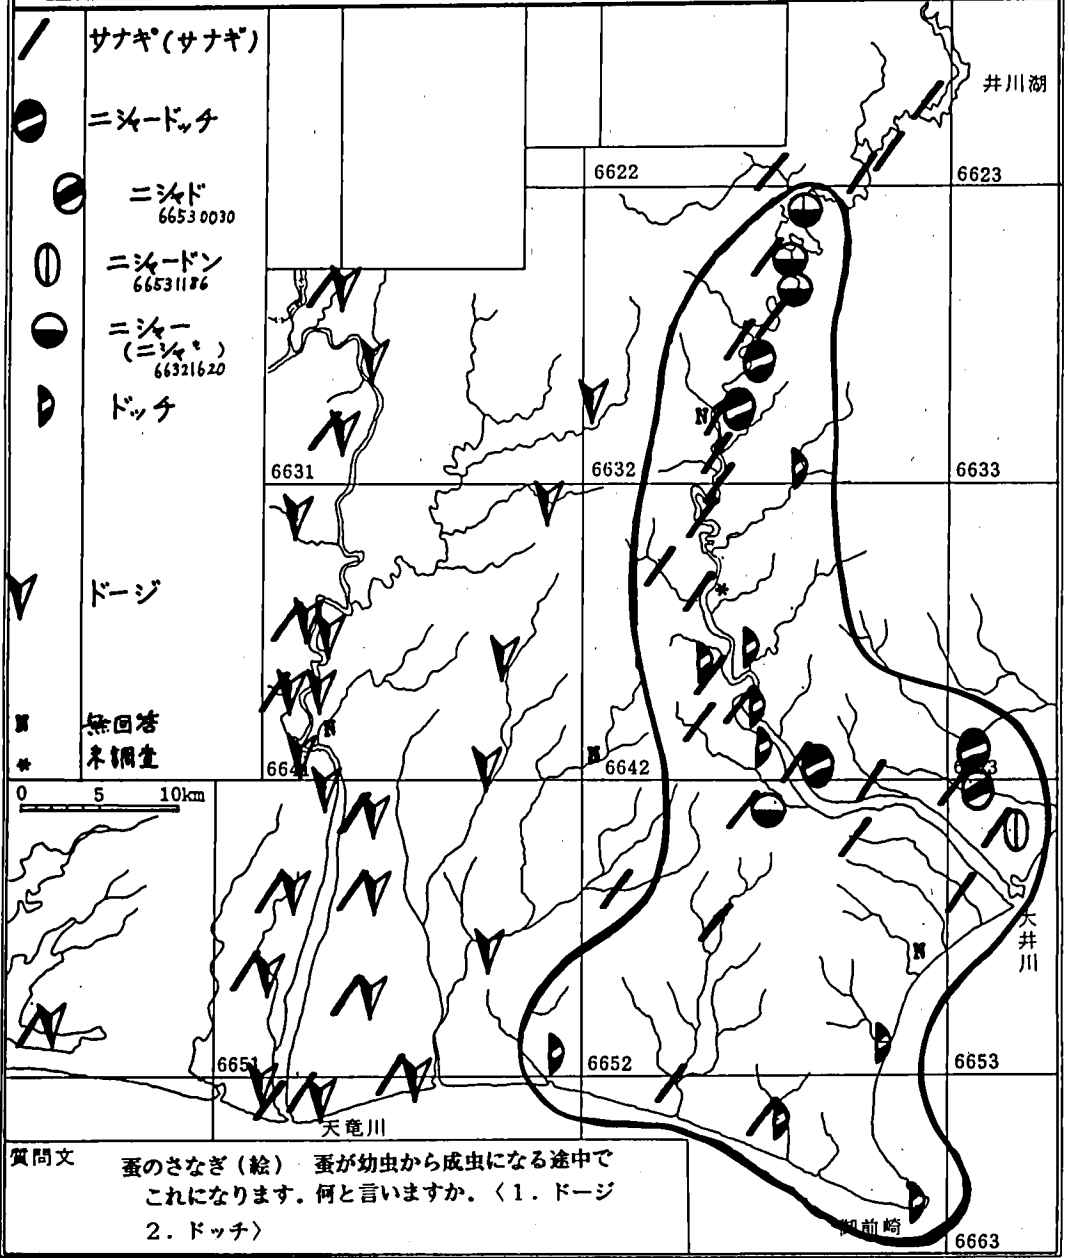 サナギ(サナギ)
ニシャードッチ
ニシャド
66530030
ニシャードン
66531186
ニシャー
66321620
ドッチ
ドージ
N 無回答
* 未調査
0 5 10km
井川湖
6622
6623
N
6631
6632
6633
*
N
N
6641
6642
大井川
N
6651
6652
6653
天竜川
御前崎
6663
質問文 蚕のさなぎ(絵) 蚕が幼虫から成虫になる途中で
これになります.何と言いますか.〈1.ドージ
2.ドッチ〉